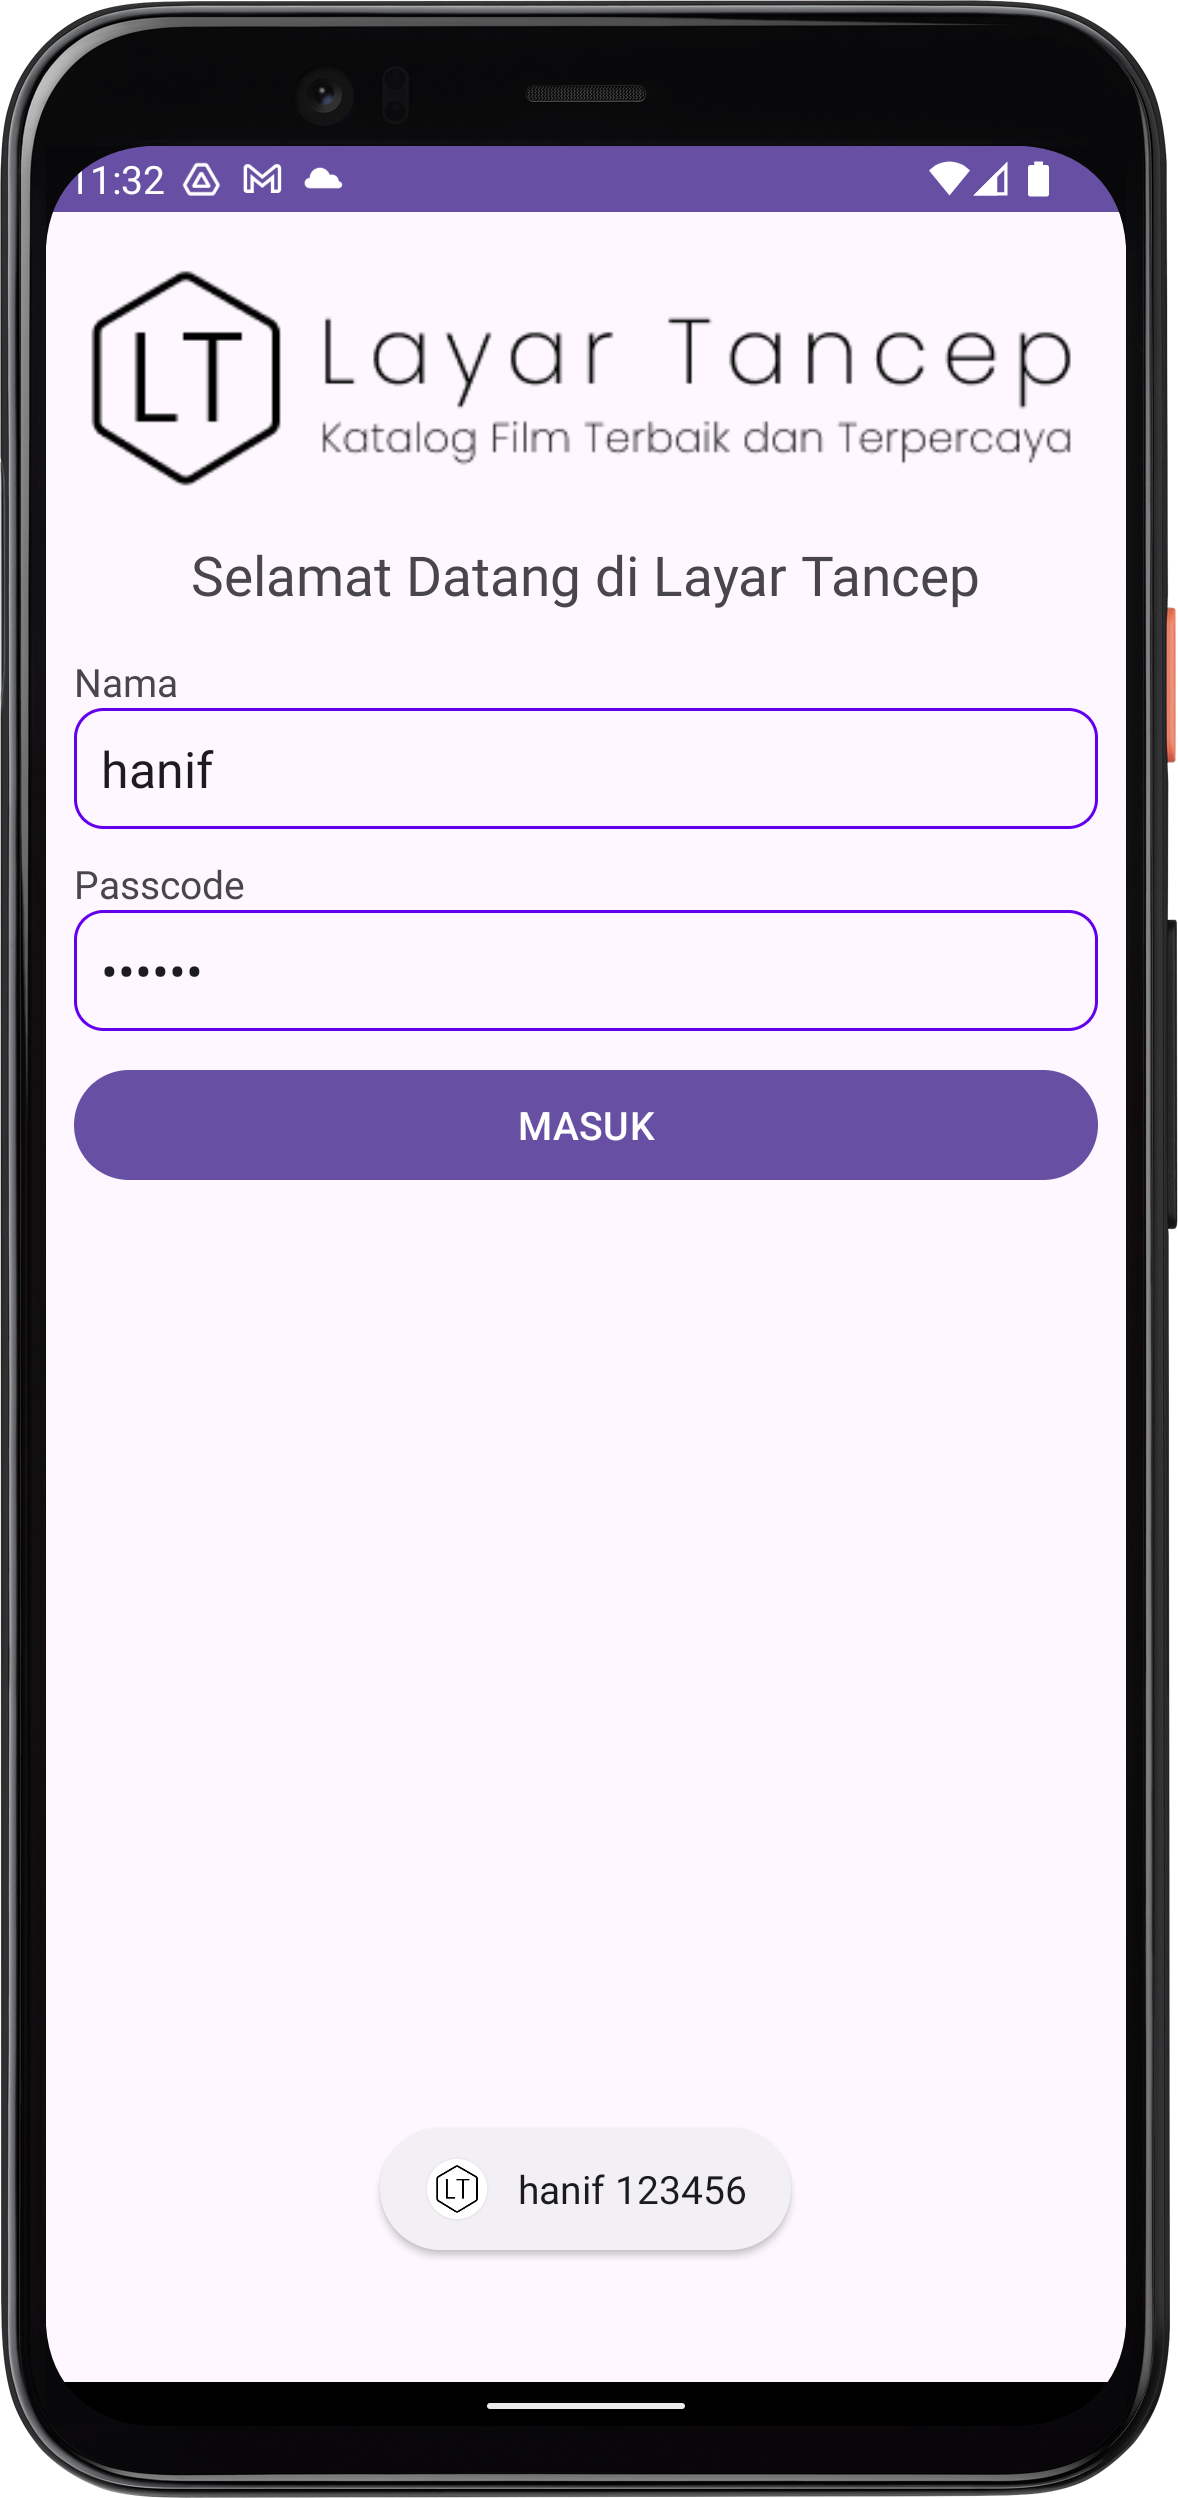 11:32
LT
Layar Tancep
Katalog Film Terbaik dan Terpercaya
Selamat Datang di Layar Tancep
Nama
hanif
Passcode
••••••
MASUK
LT
hanif 123456